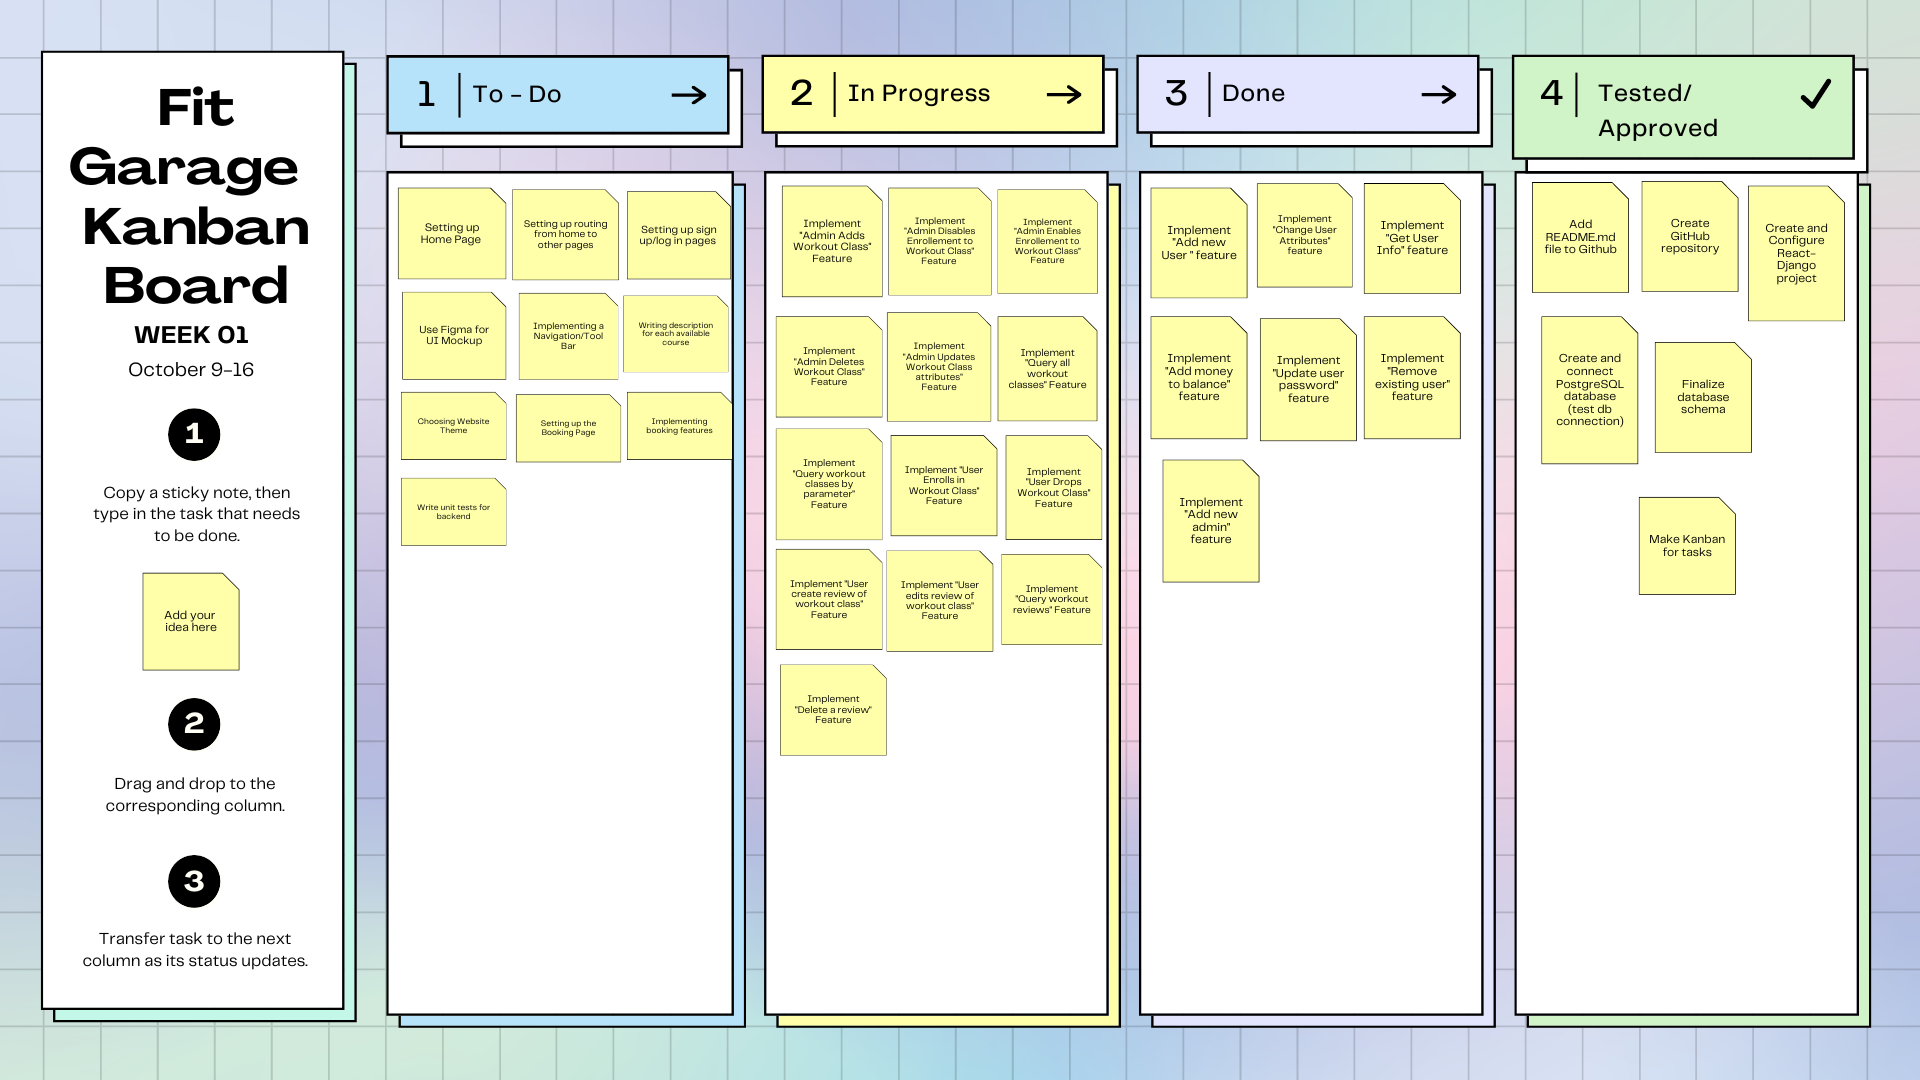 Fit
Garage
Kanban
Board
WEEK 01
October 9-16
1
Copy a sticky note, then
type in the task that needs
to be done.
Add your
idea here
2
Drag and drop to the
corresponding column.
3
Transfer task to the next
column as its status updates.
1
To - Do
Setting up
Home Page
Setting up routing
from home to
other pages
Setting up sign
up/log in pages
Use Figma for
UI Mockup
Implementing a
Navigation/Tool
Bar
Writing description
for each available
course
Choosing Website
Theme
Setting up the
Booking Page
Implementing
booking features
Write unit tests for
backend
2
In Progress
Implement
"Admin Adds
Workout Class"
Feature
Implement
"Admin Disables
Enrollement to
Workout Class"
Feature
Implement
"Admin Enables
Enrollement to
Workout Class"
Feature
Implement
"Admin Deletes
Workout Class"
Feature
Implement
"Admin Updates
Workout Class
attributes"
Feature
Implement
"Query all
workout
classes" Feature
Implement
"Query workout
classes by
parameter"
Feature
Implement "User
Enrolls in
Workout Class"
Feature
Implement
"User Drops
Workout Class"
Feature
Implement "User
create review of
workout class"
Feature
Implement "User
edits review of
workout class"
Feature
Implement
"Query workout
reviews" Feature
Implement
"Delete a review"
Feature
3
Done
Implement
"Add new
User " feature
Implement
"Change User
Attributes"
feature
Implement
"Get User
Info" feature
Implement
"Add money
to balance"
feature
Implement
"Update user
password"
feature
Implement
"Remove
existing user"
feature
Implement
"Add new
admin"
feature
4
Tested/
Approved
Add
README.md
file to Github
Create
GitHub
repository
Create and
Configure
React-
Django
project
Create and
connect
PostgreSQL
database
(test db
connection)
Finalize
database
schema
Make Kanban
for tasks